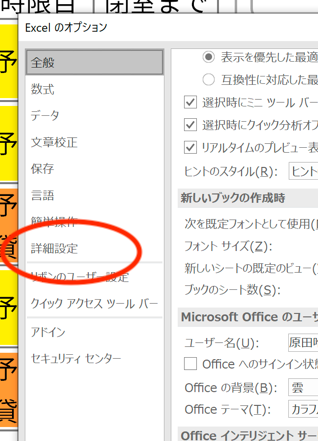 時限目 閉室まで
Excel のオプション
全般
数式
データ
文章校正
保存
言語
簡単操作
詳細設定
リボンのユーザー設定
クイック アクセス ツール バー
アドイン
セキュリティ センター
表示を優先した最適
互換性に対応した最
選択時にミニ ツール バー
選択時にクイック分析オプ
リアルタイムのプレビュー表
ヒントのスタイル(R): ヒント
新しいブックの作成時
次を既定フォントとして使用(
フォント サイズ(Z):
新しいシートの既定のビュー(
ブックのシート数(S):
Microsoft Office のユーザ
ユーザー名(U): 原田
Office へのサインイン状
Office の背景(B): 雲
Office テーマ(T): カラフ
Office インテリジェント サー
予
予
予
貸
予
予
貸